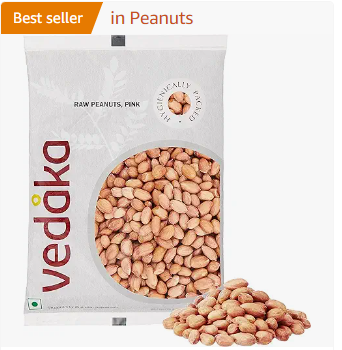 Best seller in Peanuts
RAW PEANUTS, PINK
HYGIENICALLY PACKED
vedaka